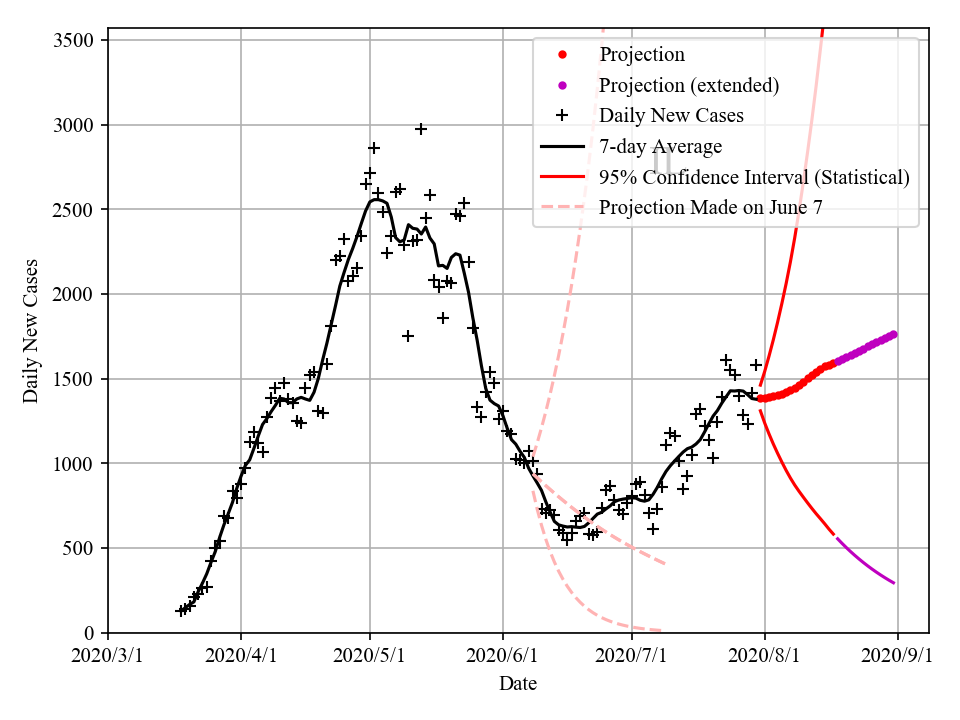 3500
3000
2500
2000
1500
1000
500
0
Daily New Cases
Projection
Projection (extended)
Daily New Cases
7-day Average
95% Confidence Interval (Statistical)
Projection Made on June 7
2020/3/1 2020/4/1 2020/5/1 2020/6/1 2020/7/1 2020/8/1 2020/9/1
Date